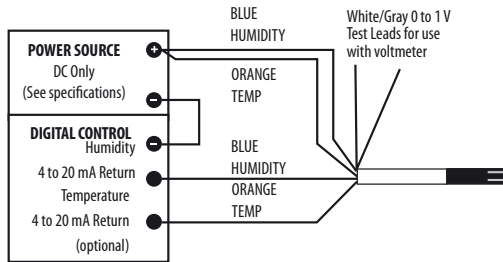 BLUE
HUMIDITY
White/Gray 0 to 1 V
Test Leads for use
with voltmeter
POWER SOURCE
DC Only
(See specifications)
+
−
ORANGE
TEMP
DIGITAL CONTROL
Humidity
−
4 to 20 mA Return
Temperature
4 to 20 mA Return
(optional)
BLUE
HUMIDITY
ORANGE
TEMP